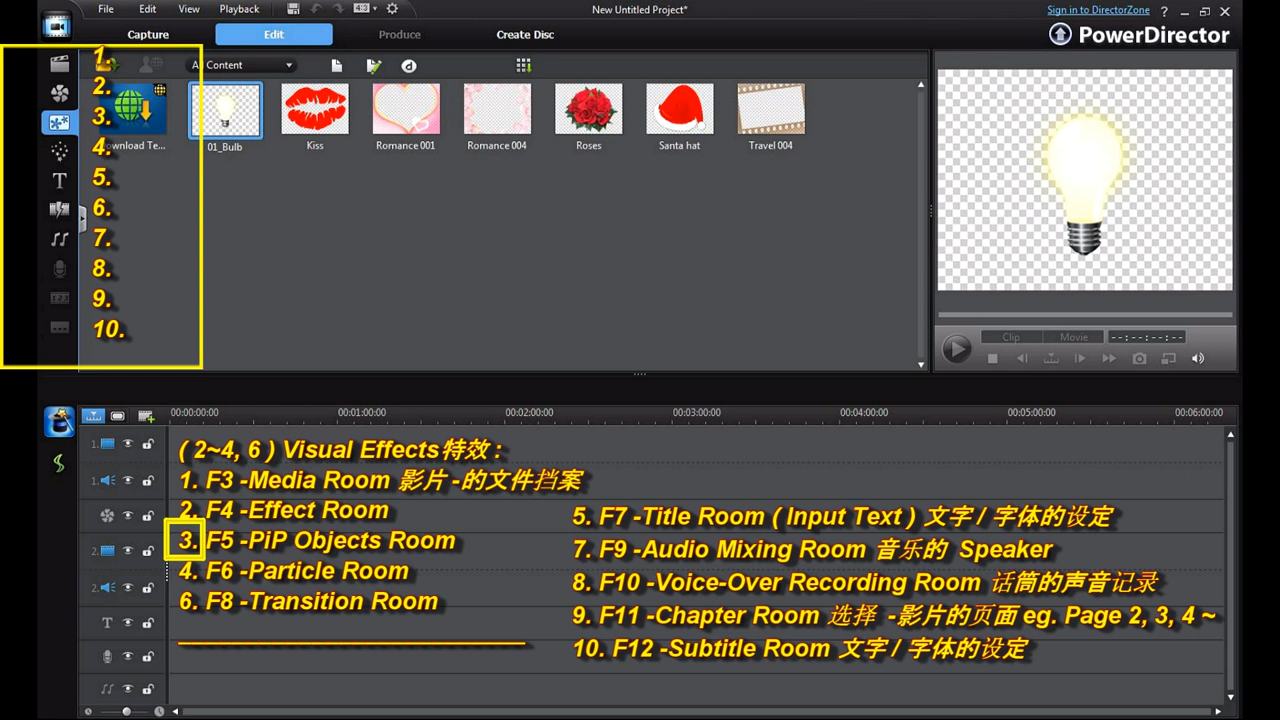 File Edit View Playback
New Untitled Project*
Sign in to DirectorZone ?
Capture Edit Produce Create Disc
PowerDirector
Content
1.
2.
3.
4.
5.
6.
7.
8.
9.
10.
ownload Te... 01_Bulb Kiss Romance 001 Romance 004 Roses Santa hat Travel 004
Clip Movie --:--:--:--
00:00:00:00 00:01:00:00 00:02:00:00 00:03:00:00 00:04:00:00 00:05:00:00 00:06:00:00
1.
1.
2.
2.
T
( 2~4, 6 ) Visual Effects特效 :
1. F3 -Media Room 影片 -的文件挡案
2. F4 -Effect Room
3. F5 -PiP Objects Room
4. F6 -Particle Room
6. F8 -Transition Room
5. F7 -Title Room ( Input Text ) 文字 / 字体的设定
7. F9 -Audio Mixing Room 音乐的 Speaker
8. F10 -Voice-Over Recording Room 话筒的声音记录
9. F11 -Chapter Room 选择 -影片的页面 eg. Page 2, 3, 4 ~
10. F12 -Subtitle Room 文字 / 字体的设定